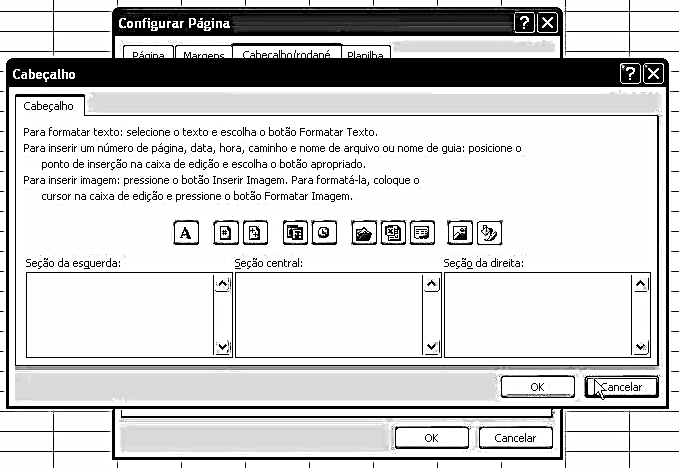 Configurar Página
Página Margens Cabeçalho/rodapé Planilha
Cabeçalho
Cabeçalho
Para formatar texto: selecione o texto e escolha o botão Formatar Texto.
Para inserir um número de página, data, hora, caminho e nome de arquivo ou nome de guia: posicione o
ponto de inserção na caixa de edição e escolha o botão apropriado.
Para inserir imagem: pressione o botão Inserir Imagem. Para formatá-la, coloque o
cursor na caixa de edição e pressione o botão Formatar Imagem.
A
Seção da esquerda: Seção central: Seção da direita:
OK Cancelar
OK Cancelar